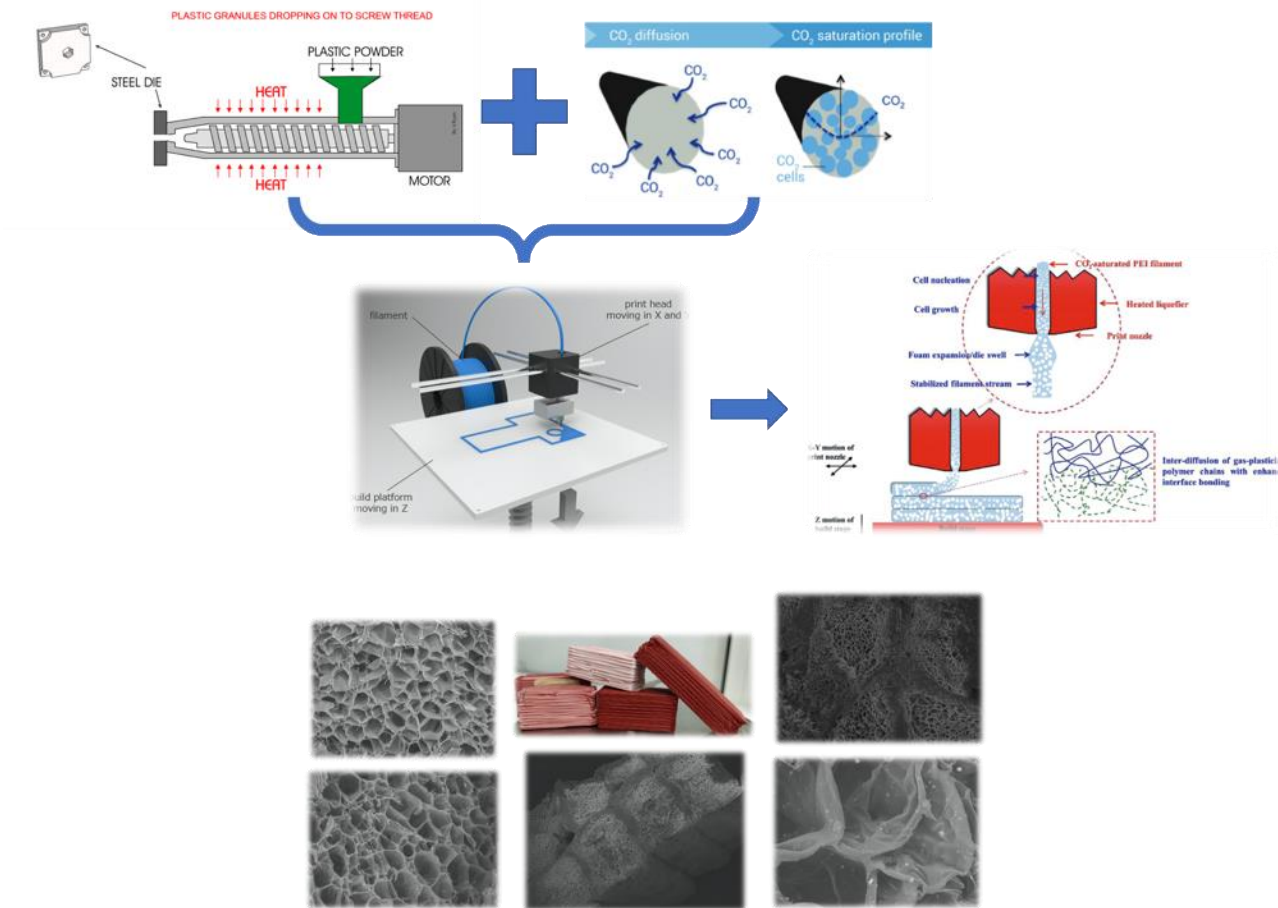 PLASTIC GRANULES DROPPING ON TO SCREW THREAD
PLASTIC POWDER
STEEL DIE
HEAT
HEAT
MOTOR
CO2 diffusion
CO2 saturation profile
CO2
CO2
CO2
CO2
CO2
CO2
CO2
CO2
CO2
cells
filament
print head
moving in X and
build platform
moving in Z
CO2-saturated PEI filament
Cell nucleation
Cell growth
Heated liquefier
Print nozzle
Foam expansion/die swell
Stabilized filament stream
X-Y motion of
print nozzle
Inter-diffusion of gas-plastici
polymer chains with enhan
interface bonding
Z motion of